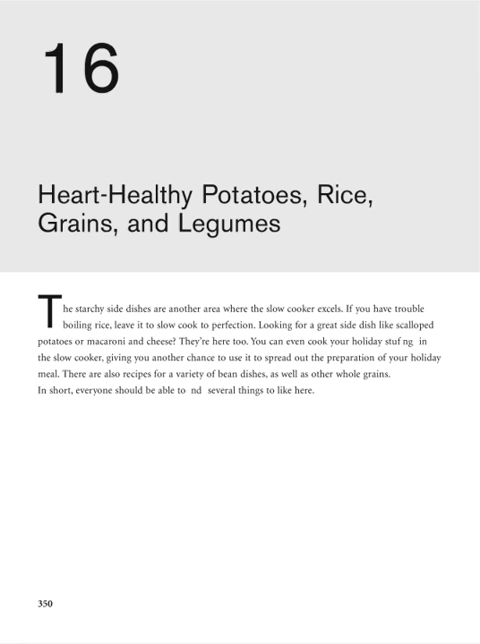 16
Heart-Healthy Potatoes, Rice,
Grains, and Legumes
The starchy side dishes are another area where the slow cooker excels. If you have trouble
boiling rice, leave it to slow cook to perfection. Looking for a great side dish like scalloped
potatoes or macaroni and cheese? They're here too. You can even cook your holiday stuf ng in
the slow cooker, giving you another chance to use it to spread out the preparation of your holiday
meal. There are also recipes for a variety of bean dishes, as well as other whole grains.
In short, everyone should be able to nd several things to like here.
350